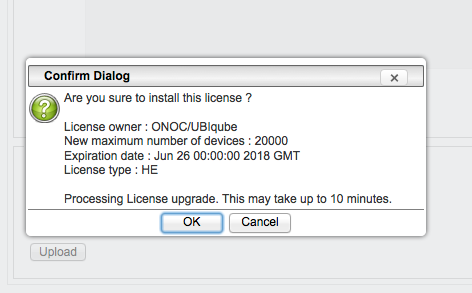 Confirm Dialog
Are you sure to install this license ?
License owner : ONOC/UBIqube
New maximum number of devices : 20000
Expiration date : Jun 26 00:00:00 2018 GMT
License type : HE
Processing License upgrade. This may take up to 10 minutes.
OK Cancel
Upload